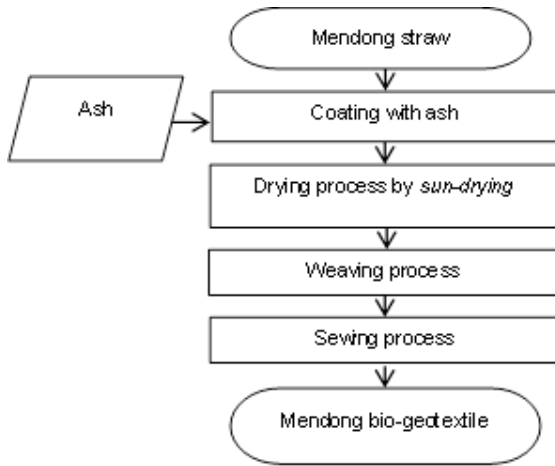 Mendong straw
Ash
Coating with ash
Drying process by sun-drying
Weaving process
Sewing process
Mendong bio-geotextile